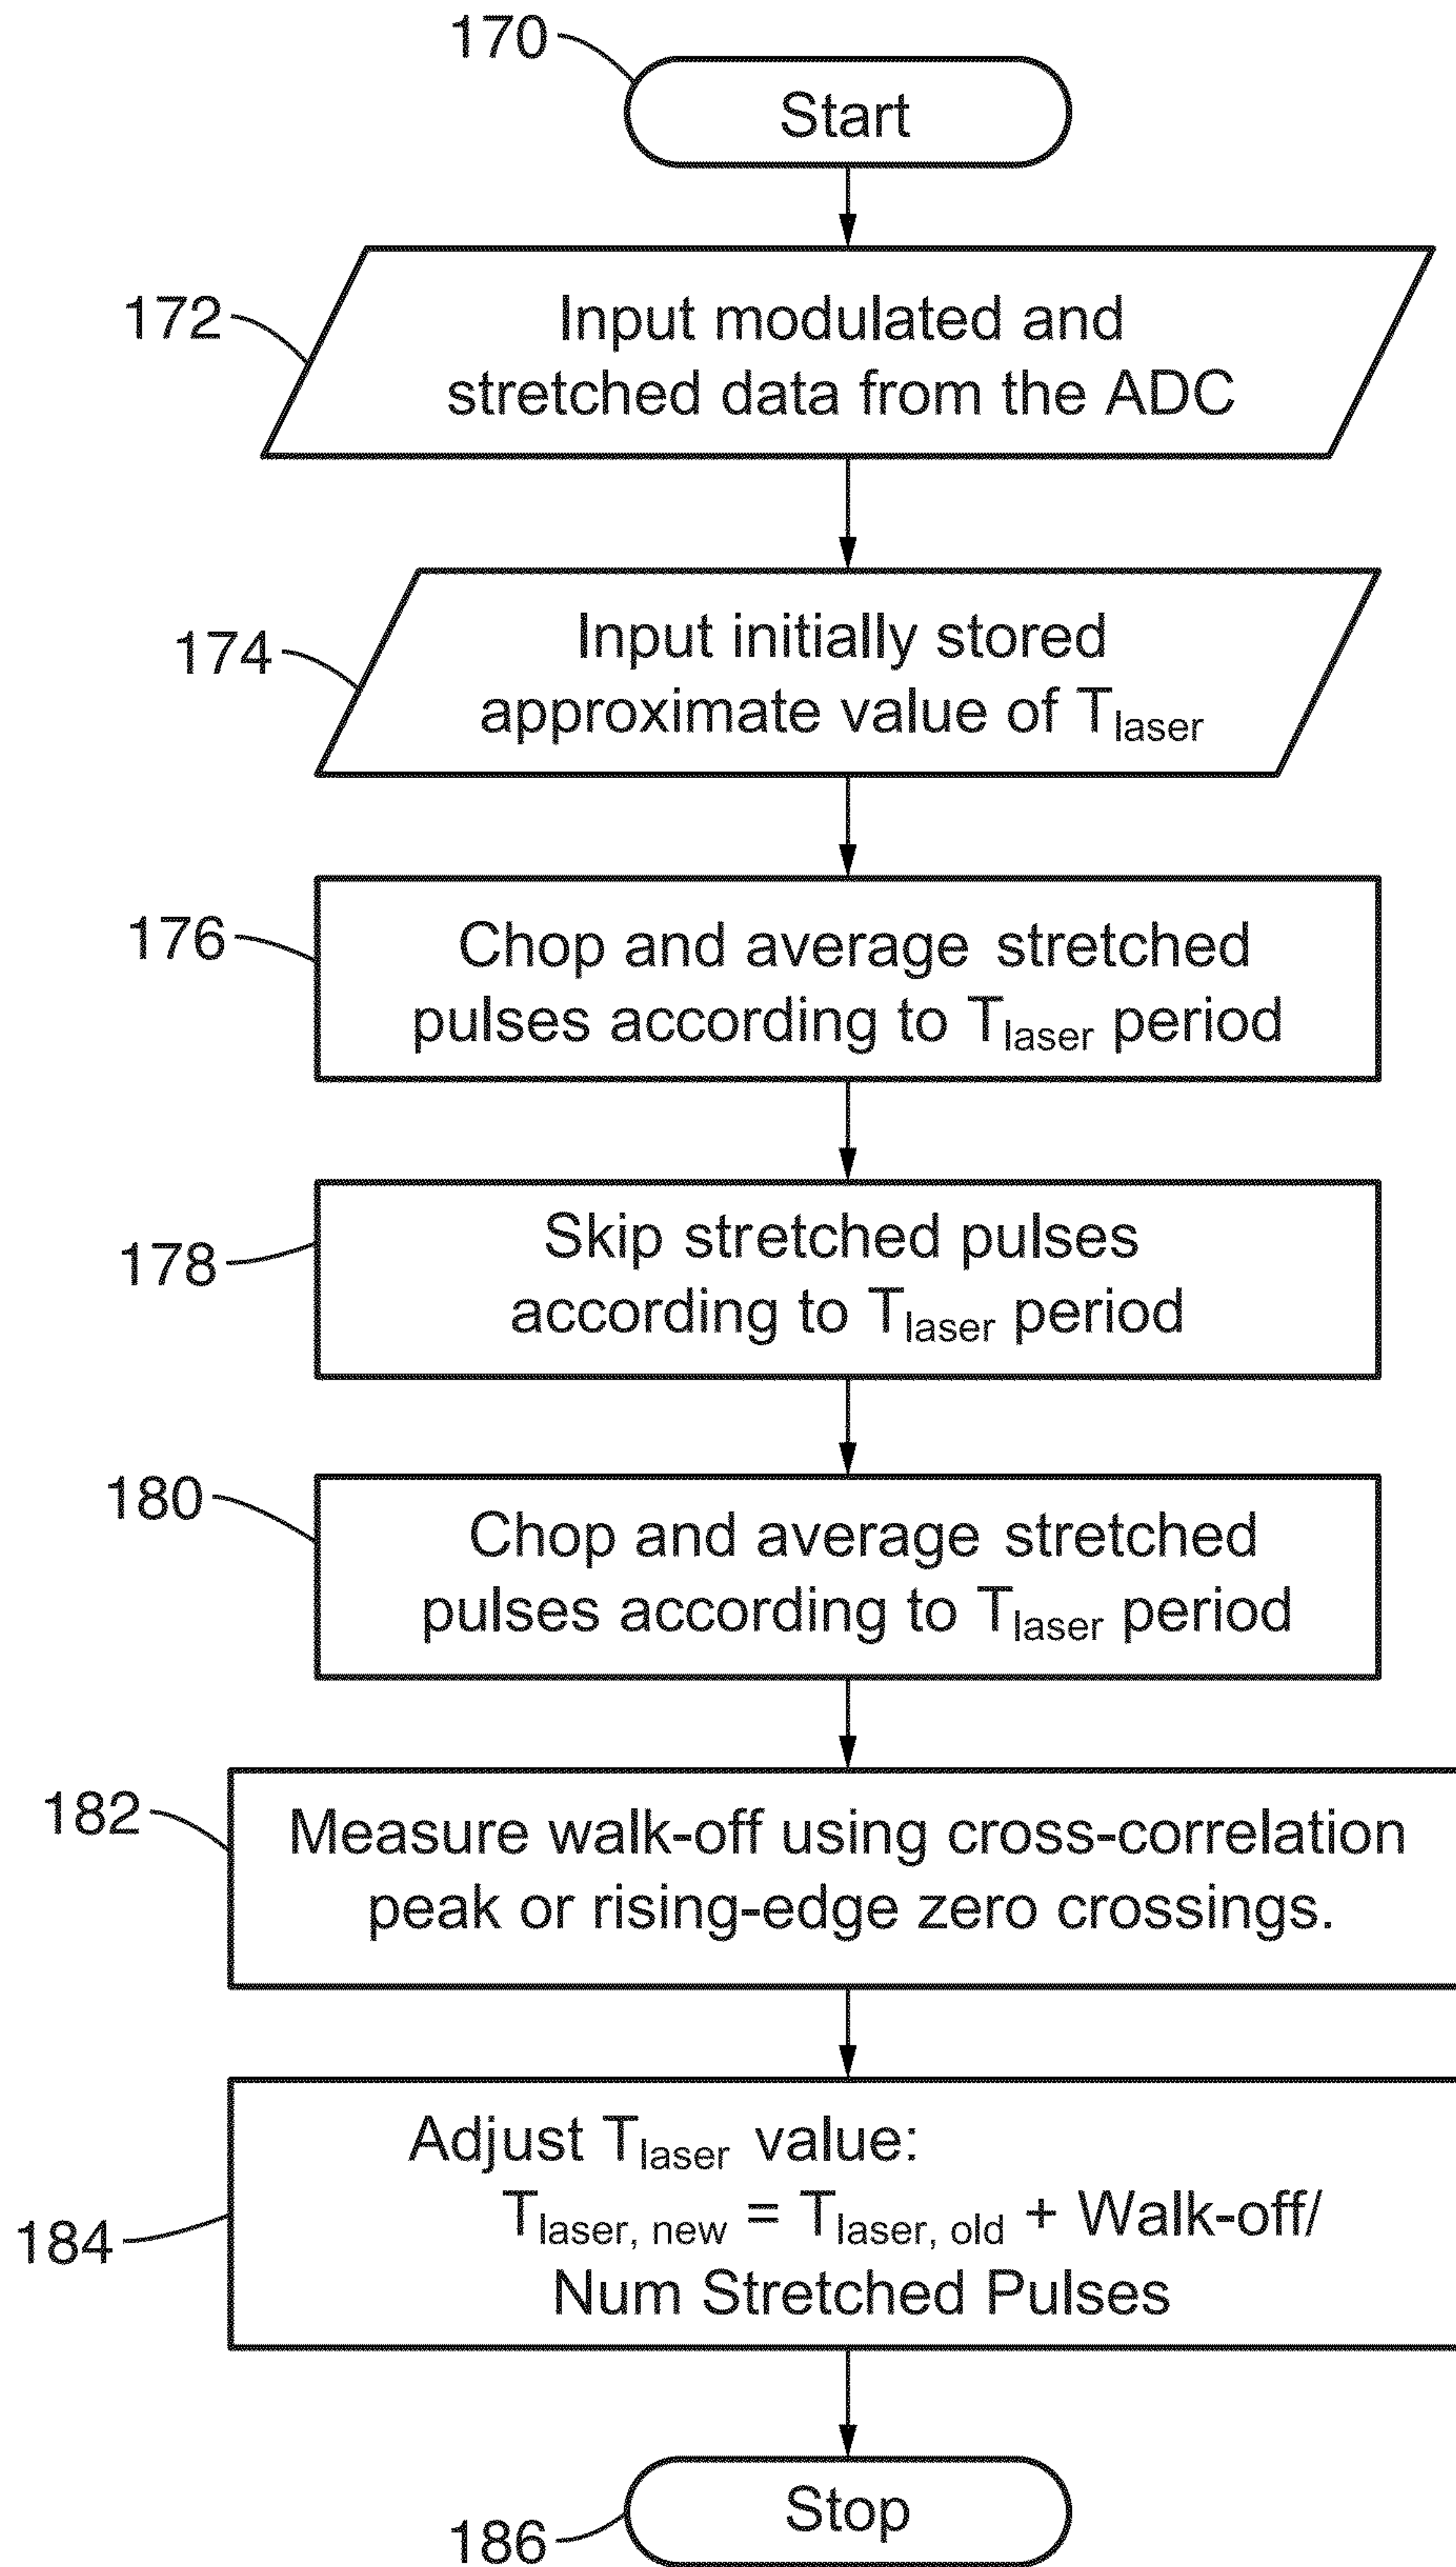 170
Start
172
Input modulated and
stretched data from the ADC
174
Input initially stored
approximate value of Tlaser
176
Chop and average stretched
pulses according to Tlaser period
178
Skip stretched pulses
according to Tlaser period
180
Chop and average stretched
pulses according to Tlaser period
182
Measure walk-off using cross-correlation
peak or rising-edge zero crossings.
184
Adjust Tlaser value:
Tlaser, new = Tlaser, old + Walk-off/
Num Stretched Pulses
186
Stop